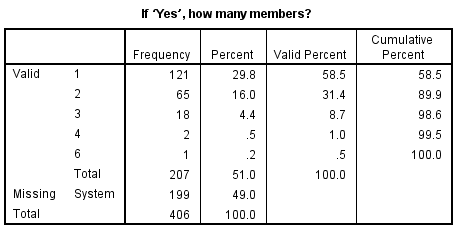 If ‘Yes’, how many members?
Frequency Percent Valid Percent Cumulative Percent
Valid 1 121 29.8 58.5 58.5
2 65 16.0 31.4 89.9
3 18 4.4 8.7 98.6
4 2 .5 1.0 99.5
6 1 .2 .5 100.0
Total 207 51.0 100.0
Missing System 199 49.0
Total 406 100.0